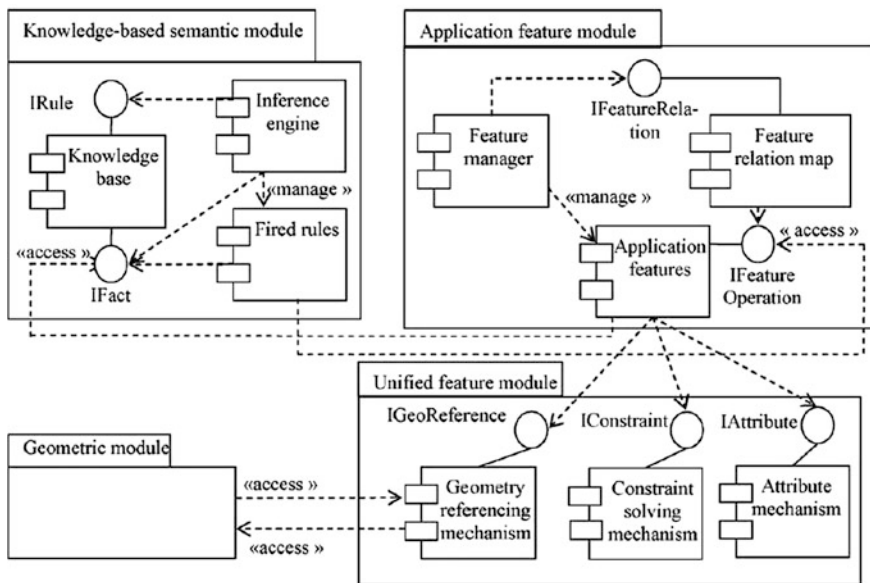 Knowledge-based semantic module
IRule
Inference
engine
Knowledge
base
«manage »
«access »
Fired rules
IFact
Application feature module
IFeatureRela-
tion
Feature
manager
Feature
relation map
«manage »
« access »
Application
features
IFeature
Operation
Unified feature module
IGeoReference
IConstraint
IAttribute
Geometry
referencing
mechanism
Constraint
solving
mechanism
Attribute
mechanism
Geometric module
«access »
«access »